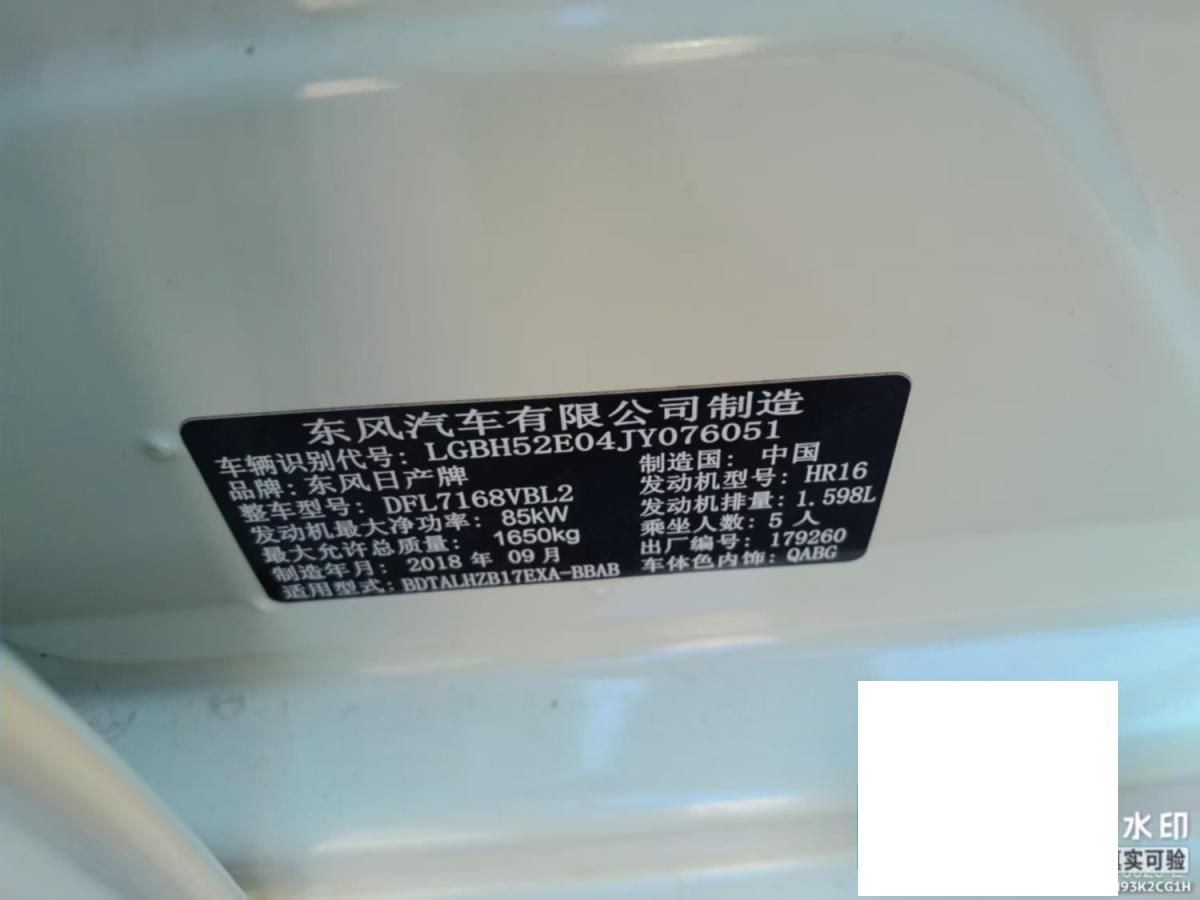 东风汽车有限公司制造
车辆识别代号：LGBH52E04JY076051
品牌：东风日产牌 制造国：中国
整车型号：DFL7168VBL2 发动机型号：HR16
发动机最大净功率：85kW 发动机排量：1.598L
最大允许总质量：1650kg 乘坐人数：5 人
制造年月：2018 年 09 月 出厂编号：179260
适用型式：BDTALHZB17EXA-BBAB 车体色内饰：QABG
水印
实可验
93K2CG1H